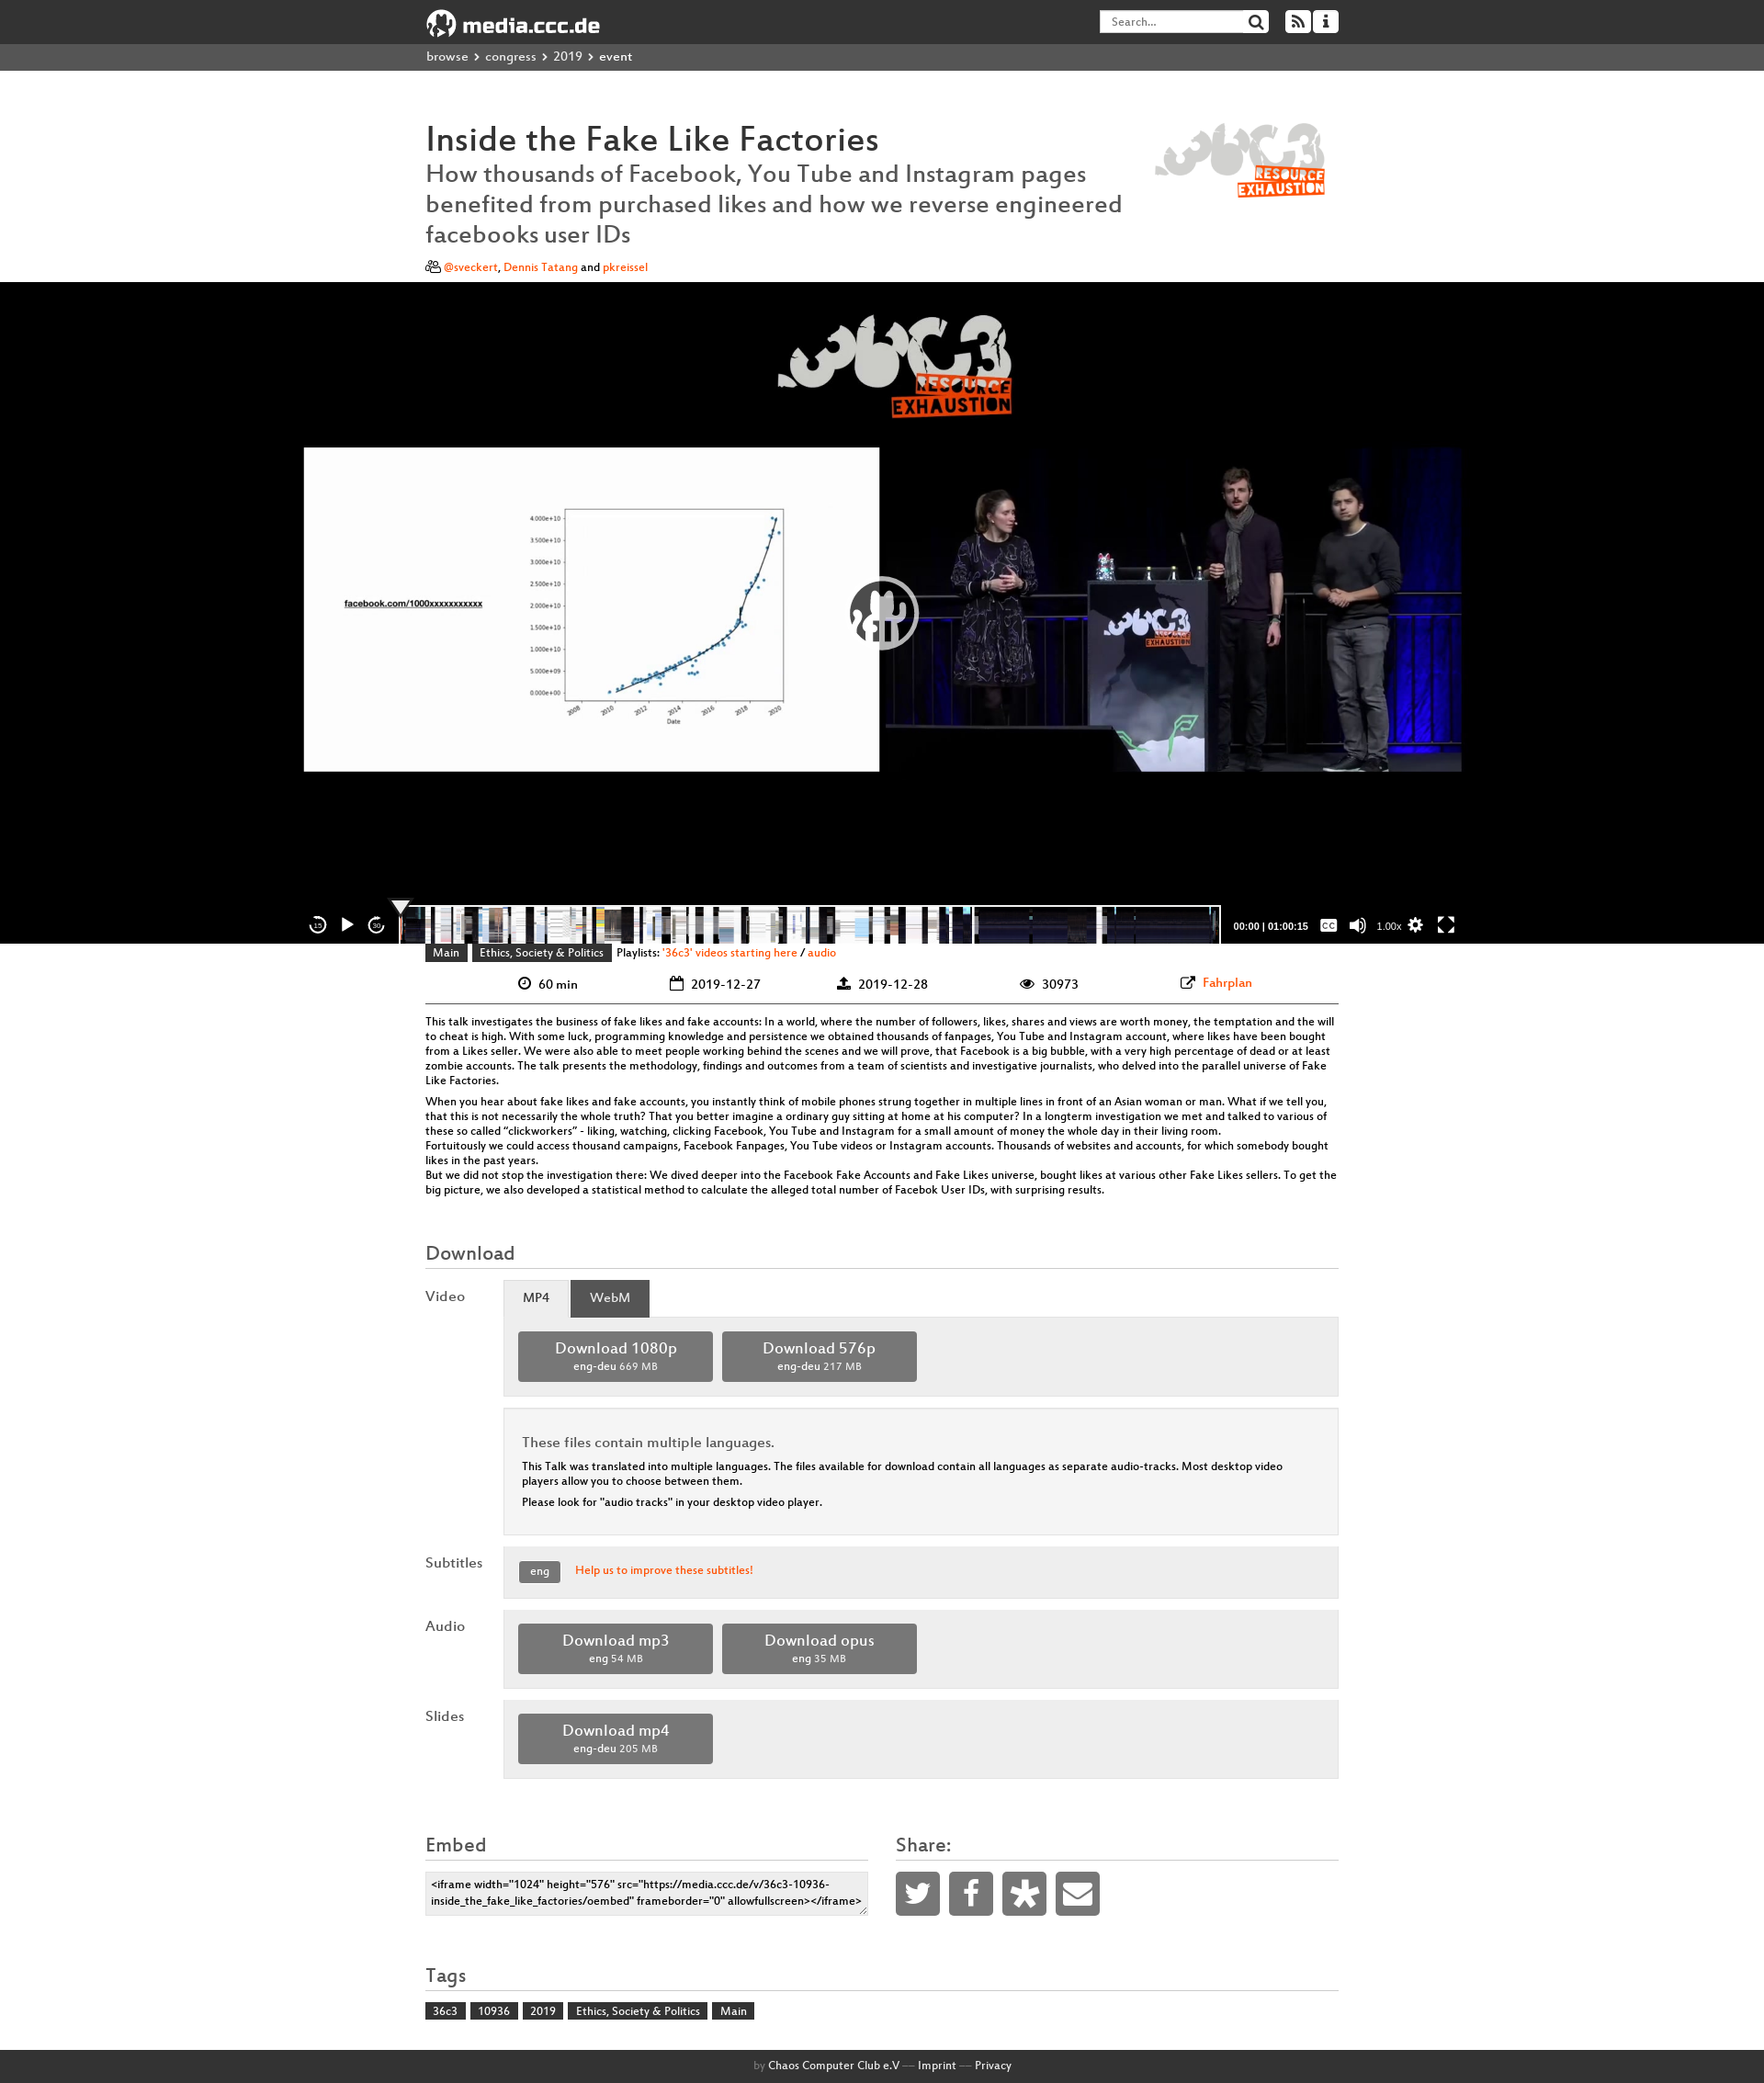 media.ccc.de
Search...
browse congress 2019 event
Inside the Fake Like Factories
How thousands of Facebook, You Tube and Instagram pages
benefited from purchased likes and how we reverse engineered
facebooks user IDs
36C3
RESOURCE
EXHAUSTION
@sveckert, Dennis Tatang and pkreissel
36C3
RESOURCE
EXHAUSTION
facebook.com/1000xxxxxxxxxxx
4.000e+10
3.500e+10
3.000e+10
2.500e+10
2.000e+10
1.500e+10
1.000e+10
5.000e+09
0.000e+00
2008 2010 2012 2014 2016 2018 2020
Date
36C3
RESOURCE
EXHAUSTION
15 30 00:00 | 01:00:15 CC 1.00x
Main Ethics, Society & Politics Playlists: '36c3' videos starting here / audio
60 min 2019-12-27 2019-12-28 30973 Fahrplan
This talk investigates the business of fake likes and fake accounts: In a world, where the number of followers, likes, shares and views are worth money, the temptation and the will
to cheat is high. With some luck, programming knowledge and persistence we obtained thousands of fanpages, You Tube and Instagram account, where likes have been bought
from a Likes seller. We were also able to meet people working behind the scenes and we will prove, that Facebook is a big bubble, with a very high percentage of dead or at least
zombie accounts. The talk presents the methodology, findings and outcomes from a team of scientists and investigative journalists, who delved into the parallel universe of Fake
Like Factories.
When you hear about fake likes and fake accounts, you instantly think of mobile phones strung together in multiple lines in front of an Asian woman or man. What if we tell you,
that this is not necessarily the whole truth? That you better imagine a ordinary guy sitting at home at his computer? In a longterm investigation we met and talked to various of
these so called “clickworkers” - liking, watching, clicking Facebook, You Tube and Instagram for a small amount of money the whole day in their living room.
Fortuitously we could access thousand campaigns, Facebook Fanpages, You Tube videos or Instagram accounts. Thousands of websites and accounts, for which somebody bought
likes in the past years.
But we did not stop the investigation there: We dived deeper into the Facebook Fake Accounts and Fake Likes universe, bought likes at various other Fake Likes sellers. To get the
big picture, we also developed a statistical method to calculate the alleged total number of Facebok User IDs, with surprising results.
Download
Video
MP4 WebM
Download 1080p
eng-deu 669 MB
Download 576p
eng-deu 217 MB
These files contain multiple languages.
This Talk was translated into multiple languages. The files available for download contain all languages as separate audio-tracks. Most desktop video
players allow you to choose between them.
Please look for "audio tracks" in your desktop video player.
Subtitles
eng Help us to improve these subtitles!
Audio
Download mp3
eng 54 MB
Download opus
eng 35 MB
Slides
Download mp4
eng-deu 205 MB
Embed
<iframe width="1024" height="576" src="https://media.ccc.de/v/36c3-10936-
inside_the_fake_like_factories/oembed" frameborder="0" allowfullscreen></iframe>
Share:
Tags
36c3 10936 2019 Ethics, Society & Politics Main
by Chaos Computer Club e.V — Imprint — Privacy